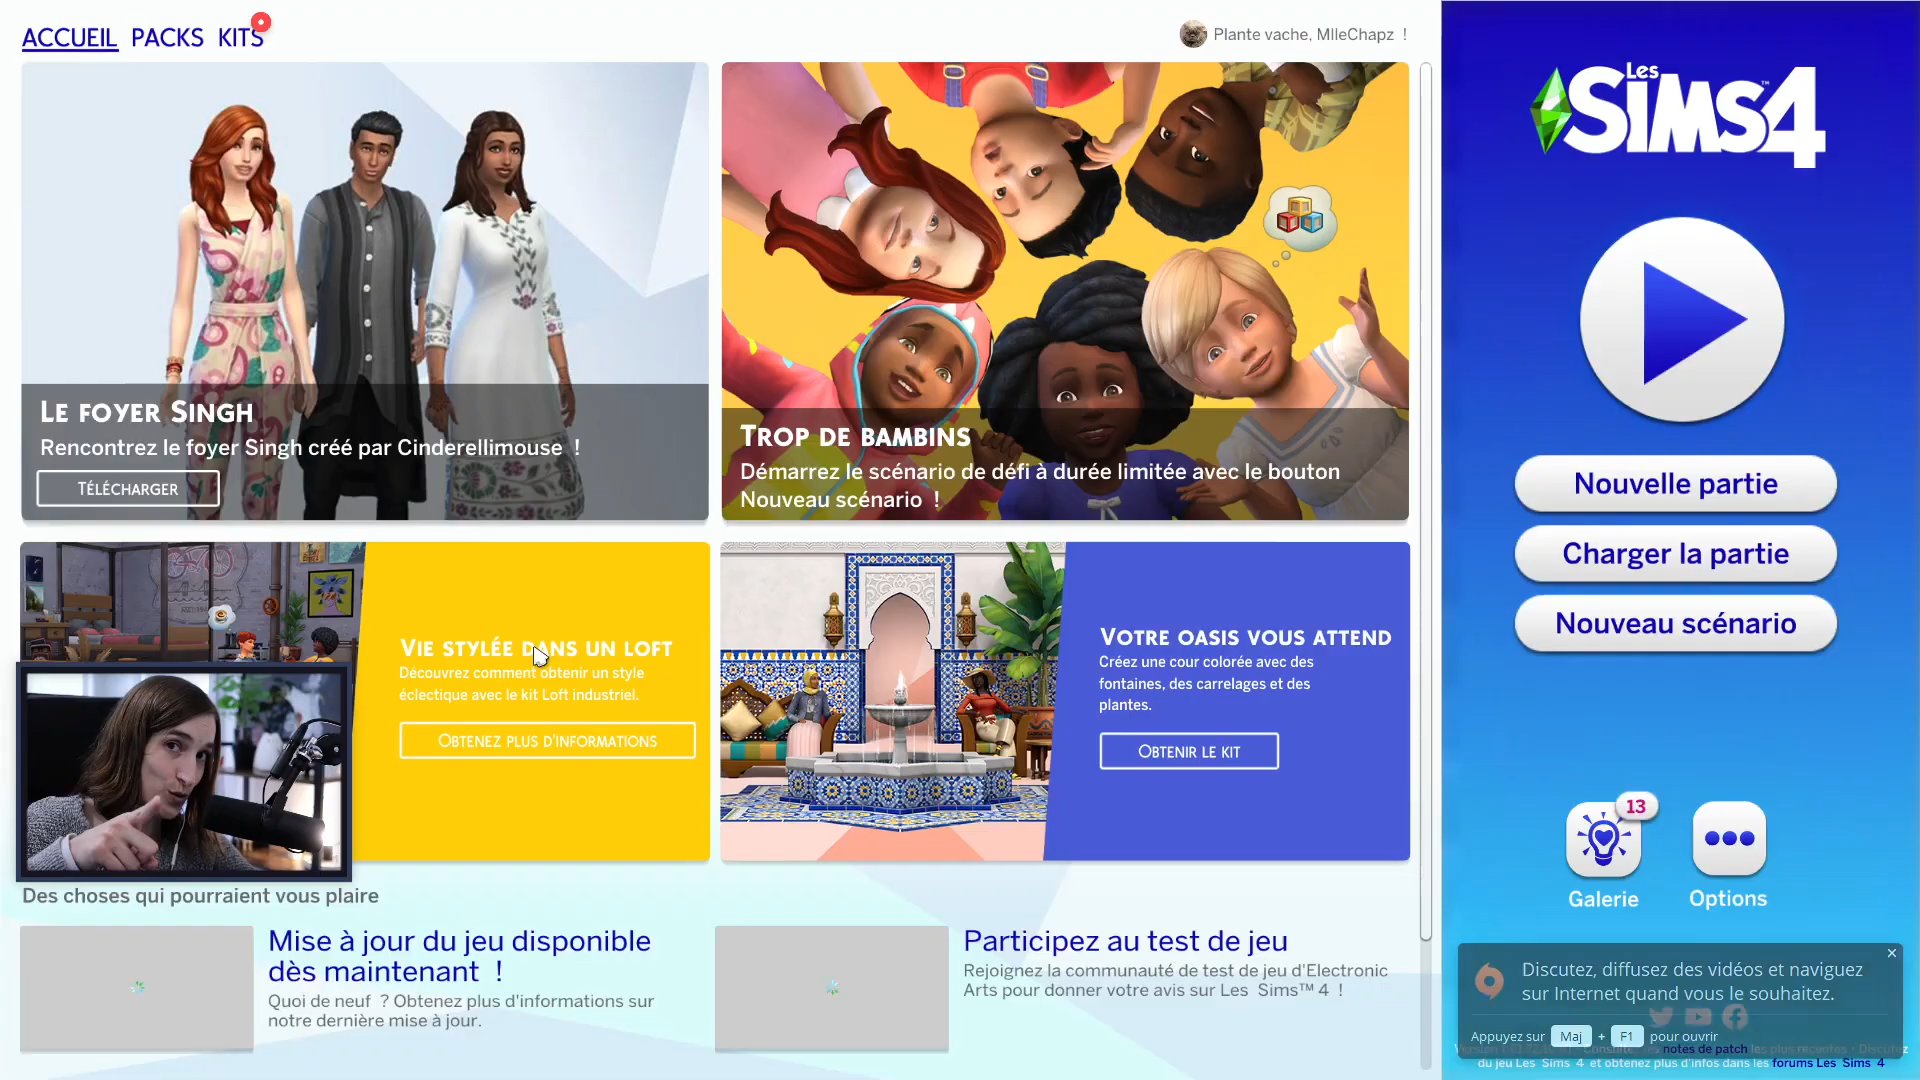 ACCUEIL PACKS KITS
Plante vache, MlleChapz !
LE FOYER SINGH
Rencontrez le foyer Singh créé par Cinderellimouse !
TÉLÉCHARGER
TROP DE BAMBINS
Démarrez le scénario de défi à durée limitée avec le bouton
Nouveau scénario !
VIE STYLÉE DANS UN LOFT
Découvrez comment obtenir un style
éclectique avec le kit Loft industriel.
OBTENEZ PLUS D'INFORMATIONS
VOTRE OASIS VOUS ATTEND
Créez une cour colorée avec des
fontaines, des carrelages et des
plantes.
OBTENIR LE KIT
Des choses qui pourraient vous plaire
Mise à jour du jeu disponible
dès maintenant !
Quoi de neuf ? Obtenez plus d'informations sur
notre dernière mise à jour.
Participez au test de jeu
Rejoignez la communauté de test de jeu d'Electronic
Arts pour donner votre avis sur Les Sims™ 4 !
Les
SiMS4
Nouvelle partie
Charger la partie
Nouveau scénario
13
Galerie
Options
Discutez, diffusez des vidéos et naviguez
sur Internet quand vous le souhaitez.
Appuyez sur Maj + F1 pour ouvrir
notes de patch les plus récentes
du jeu Les Sims 4 et obtenez plus d'infos dans les forums Les Sims 4